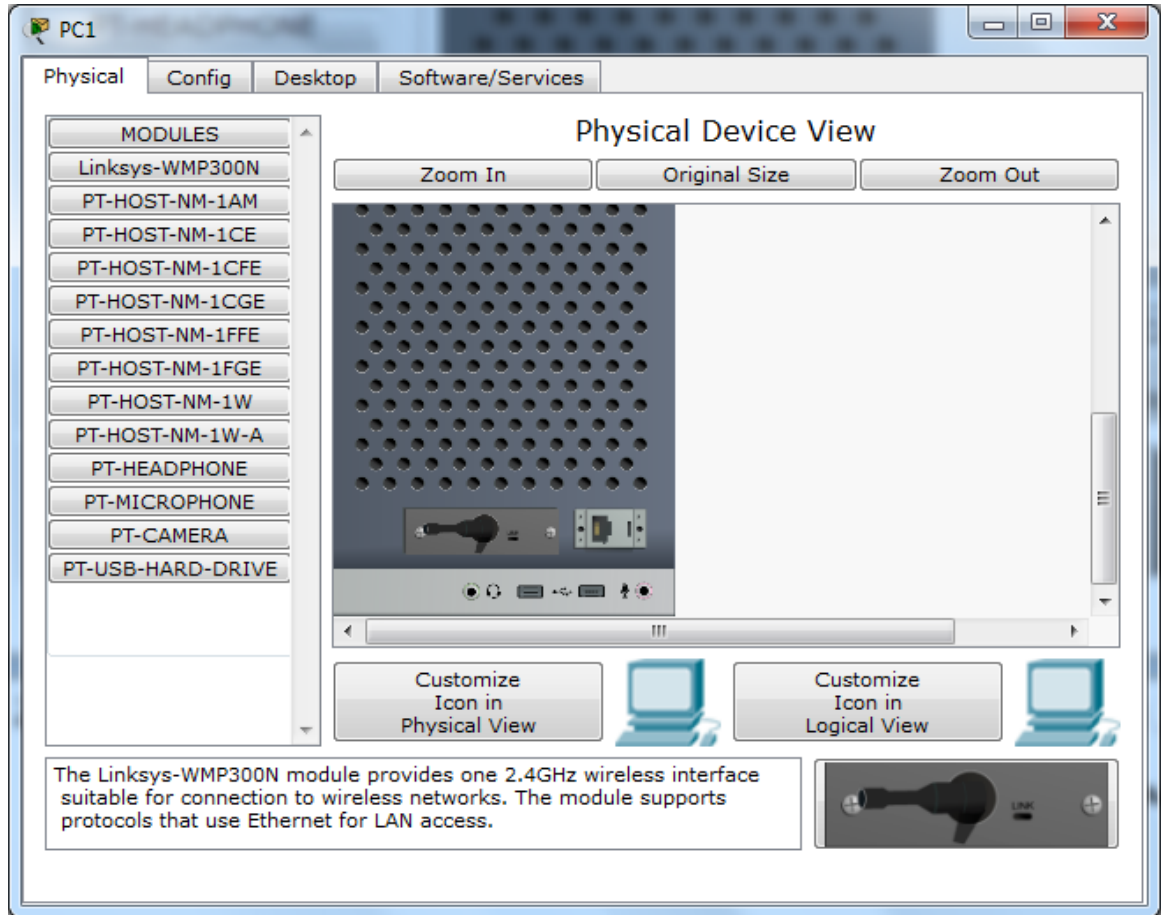 PC1
Physical
Config
Desktop
Software/Services
MODULES
Linksys-WMP300N
PT-HOST-NM-1AM
PT-HOST-NM-1CE
PT-HOST-NM-1CFE
PT-HOST-NM-1CGE
PT-HOST-NM-1FFE
PT-HOST-NM-1FGE
PT-HOST-NM-1W
PT-HOST-NM-1W-A
PT-HEADPHONE
PT-MICROPHONE
PT-CAMERA
PT-USB-HARD-DRIVE
Physical Device View
Zoom In
Original Size
Zoom Out
Customize
Icon in
Physical View
Customize
Icon in
Logical View
The Linksys-WMP300N module provides one 2.4GHz wireless interface
suitable for connection to wireless networks. The module supports
protocols that use Ethernet for LAN access.
LINK